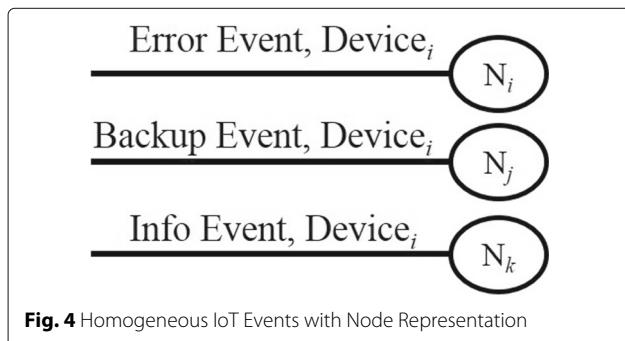 Error Event, Deviceᵢ
Nᵢ
Backup Event, Deviceᵢ
Nⱼ
Info Event, Deviceᵢ
Nₖ
Fig. 4 Homogeneous IoT Events with Node Representation